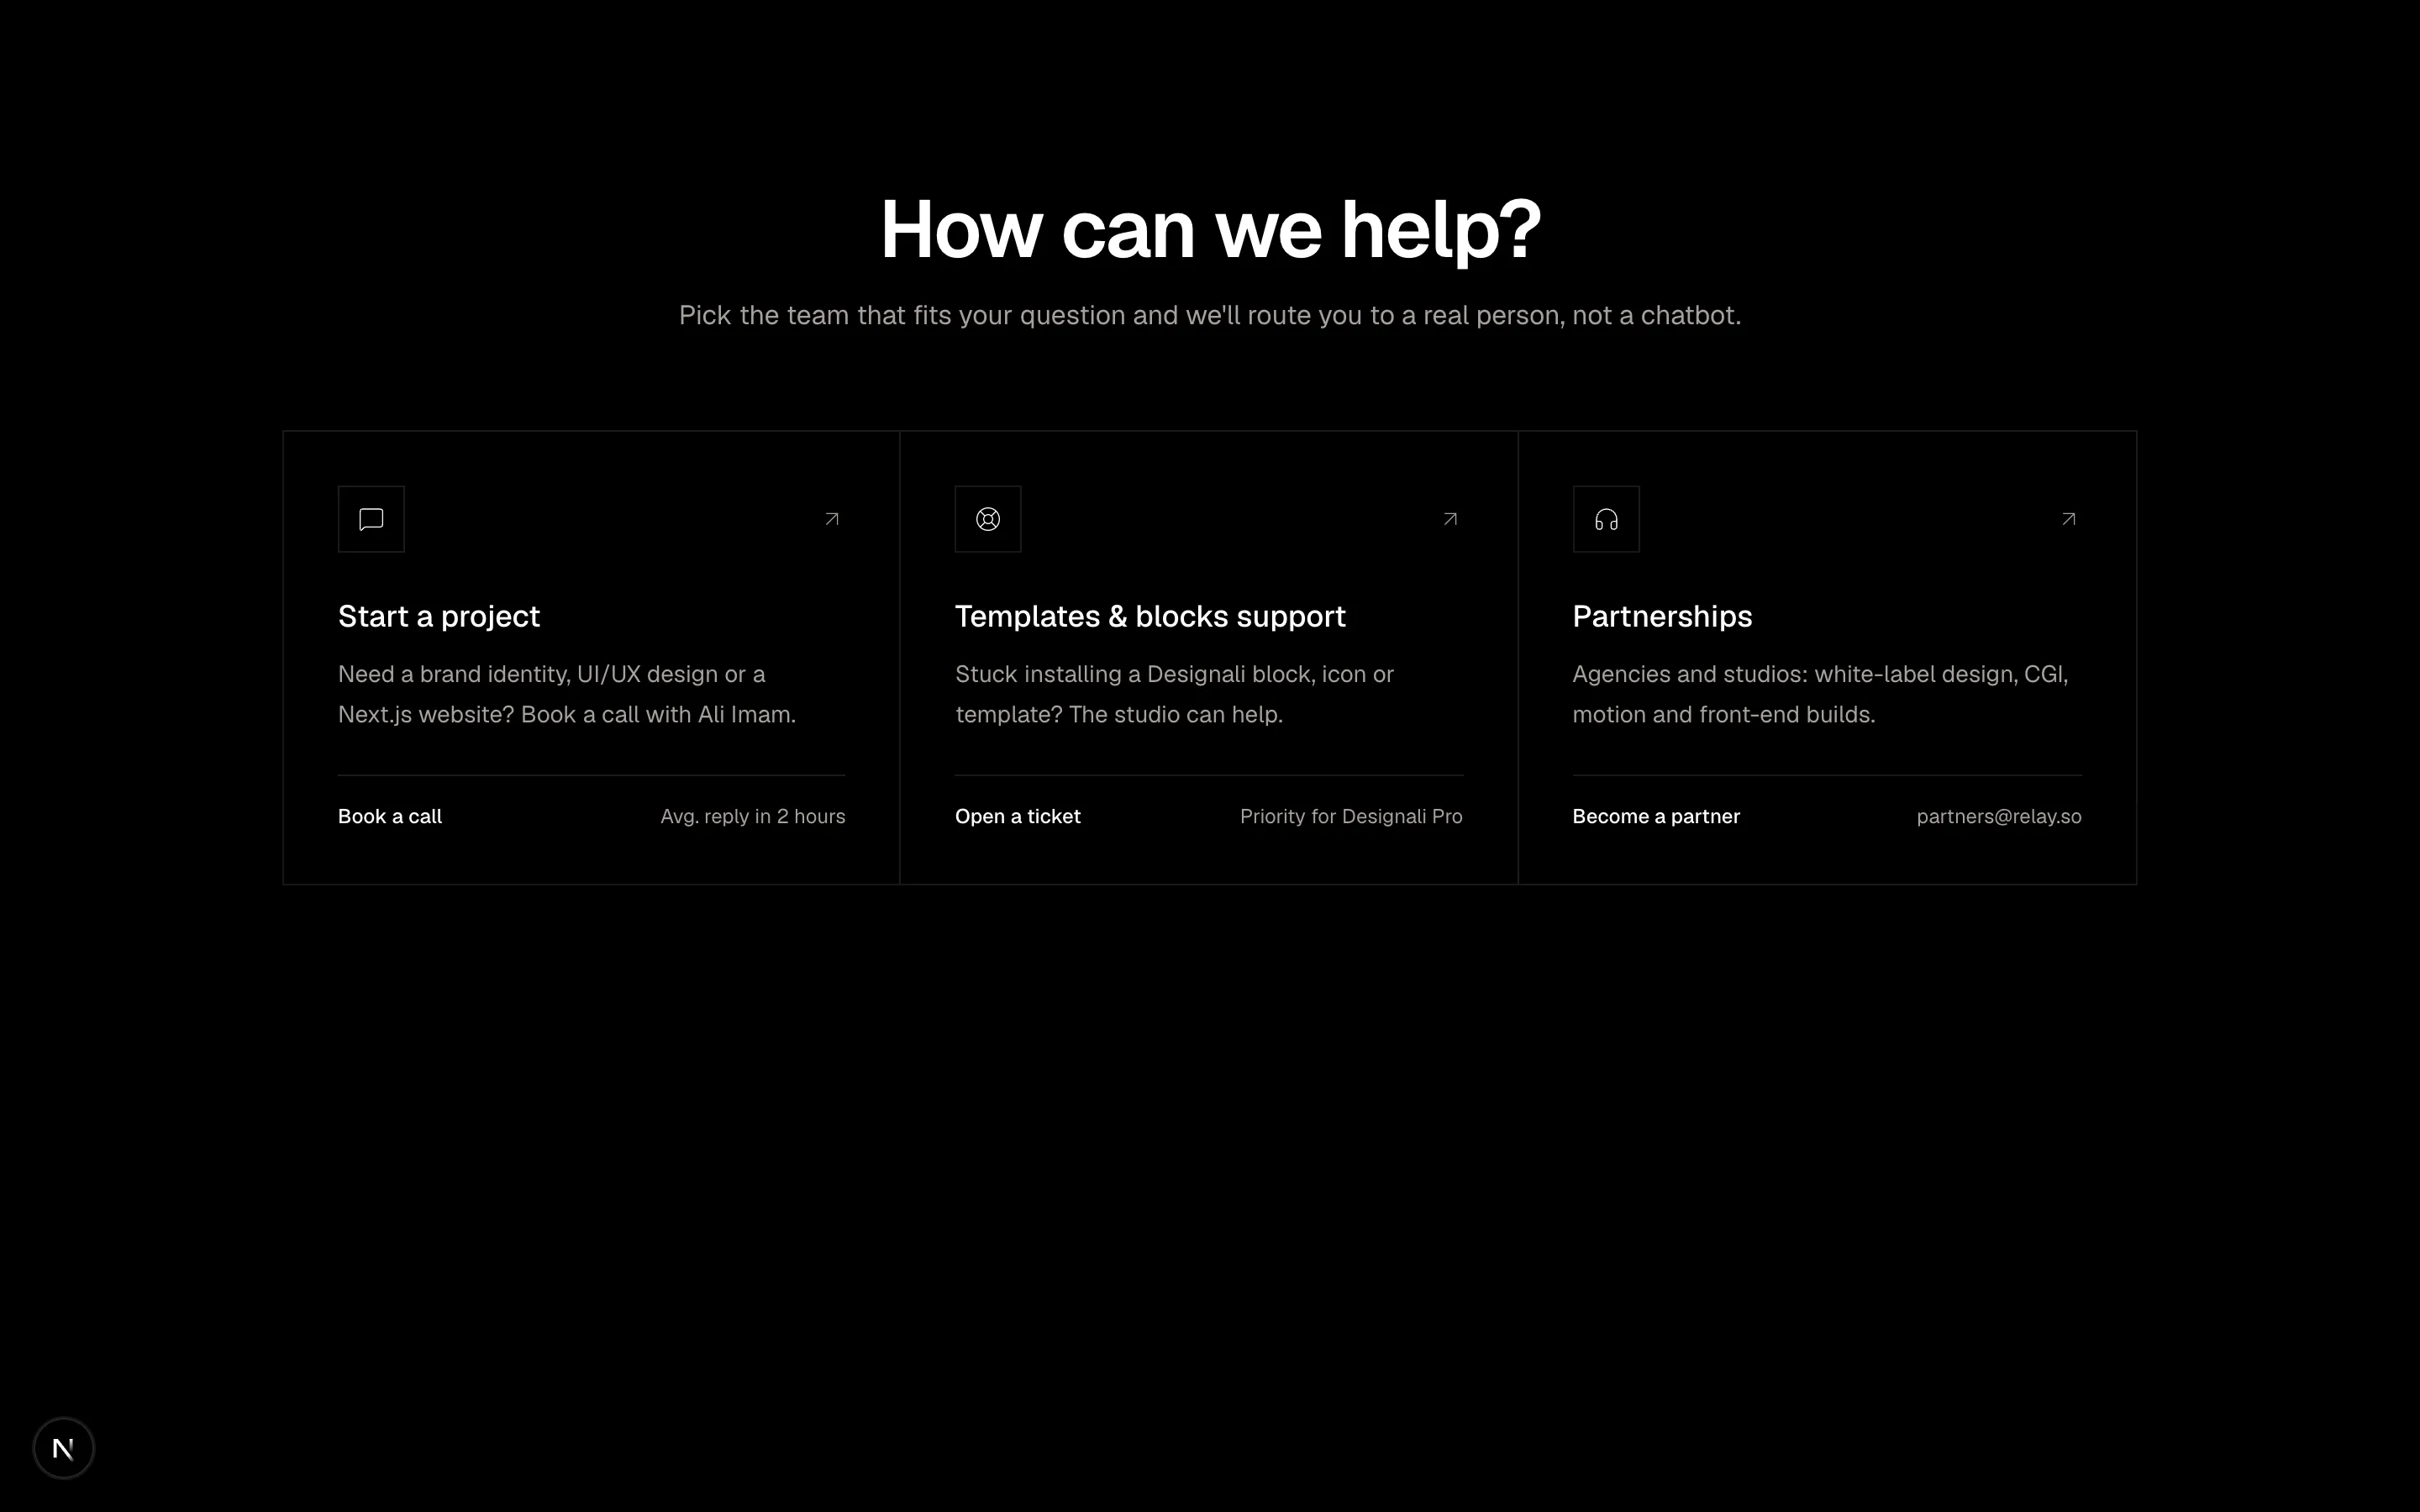 How can we help?
Pick the team that fits your question and we'll route you to a real person, not a chatbot.
Start a project
Need a brand identity, UI/UX design or a
Next.js website? Book a call with Ali Imam.
Book a call
Avg. reply in 2 hours
Templates & blocks support
Stuck installing a Designali block, icon or
template? The studio can help.
Open a ticket
Priority for Designali Pro
Partnerships
Agencies and studios: white-label design, CGI,
motion and front-end builds.
Become a partner
partners@relay.so
N